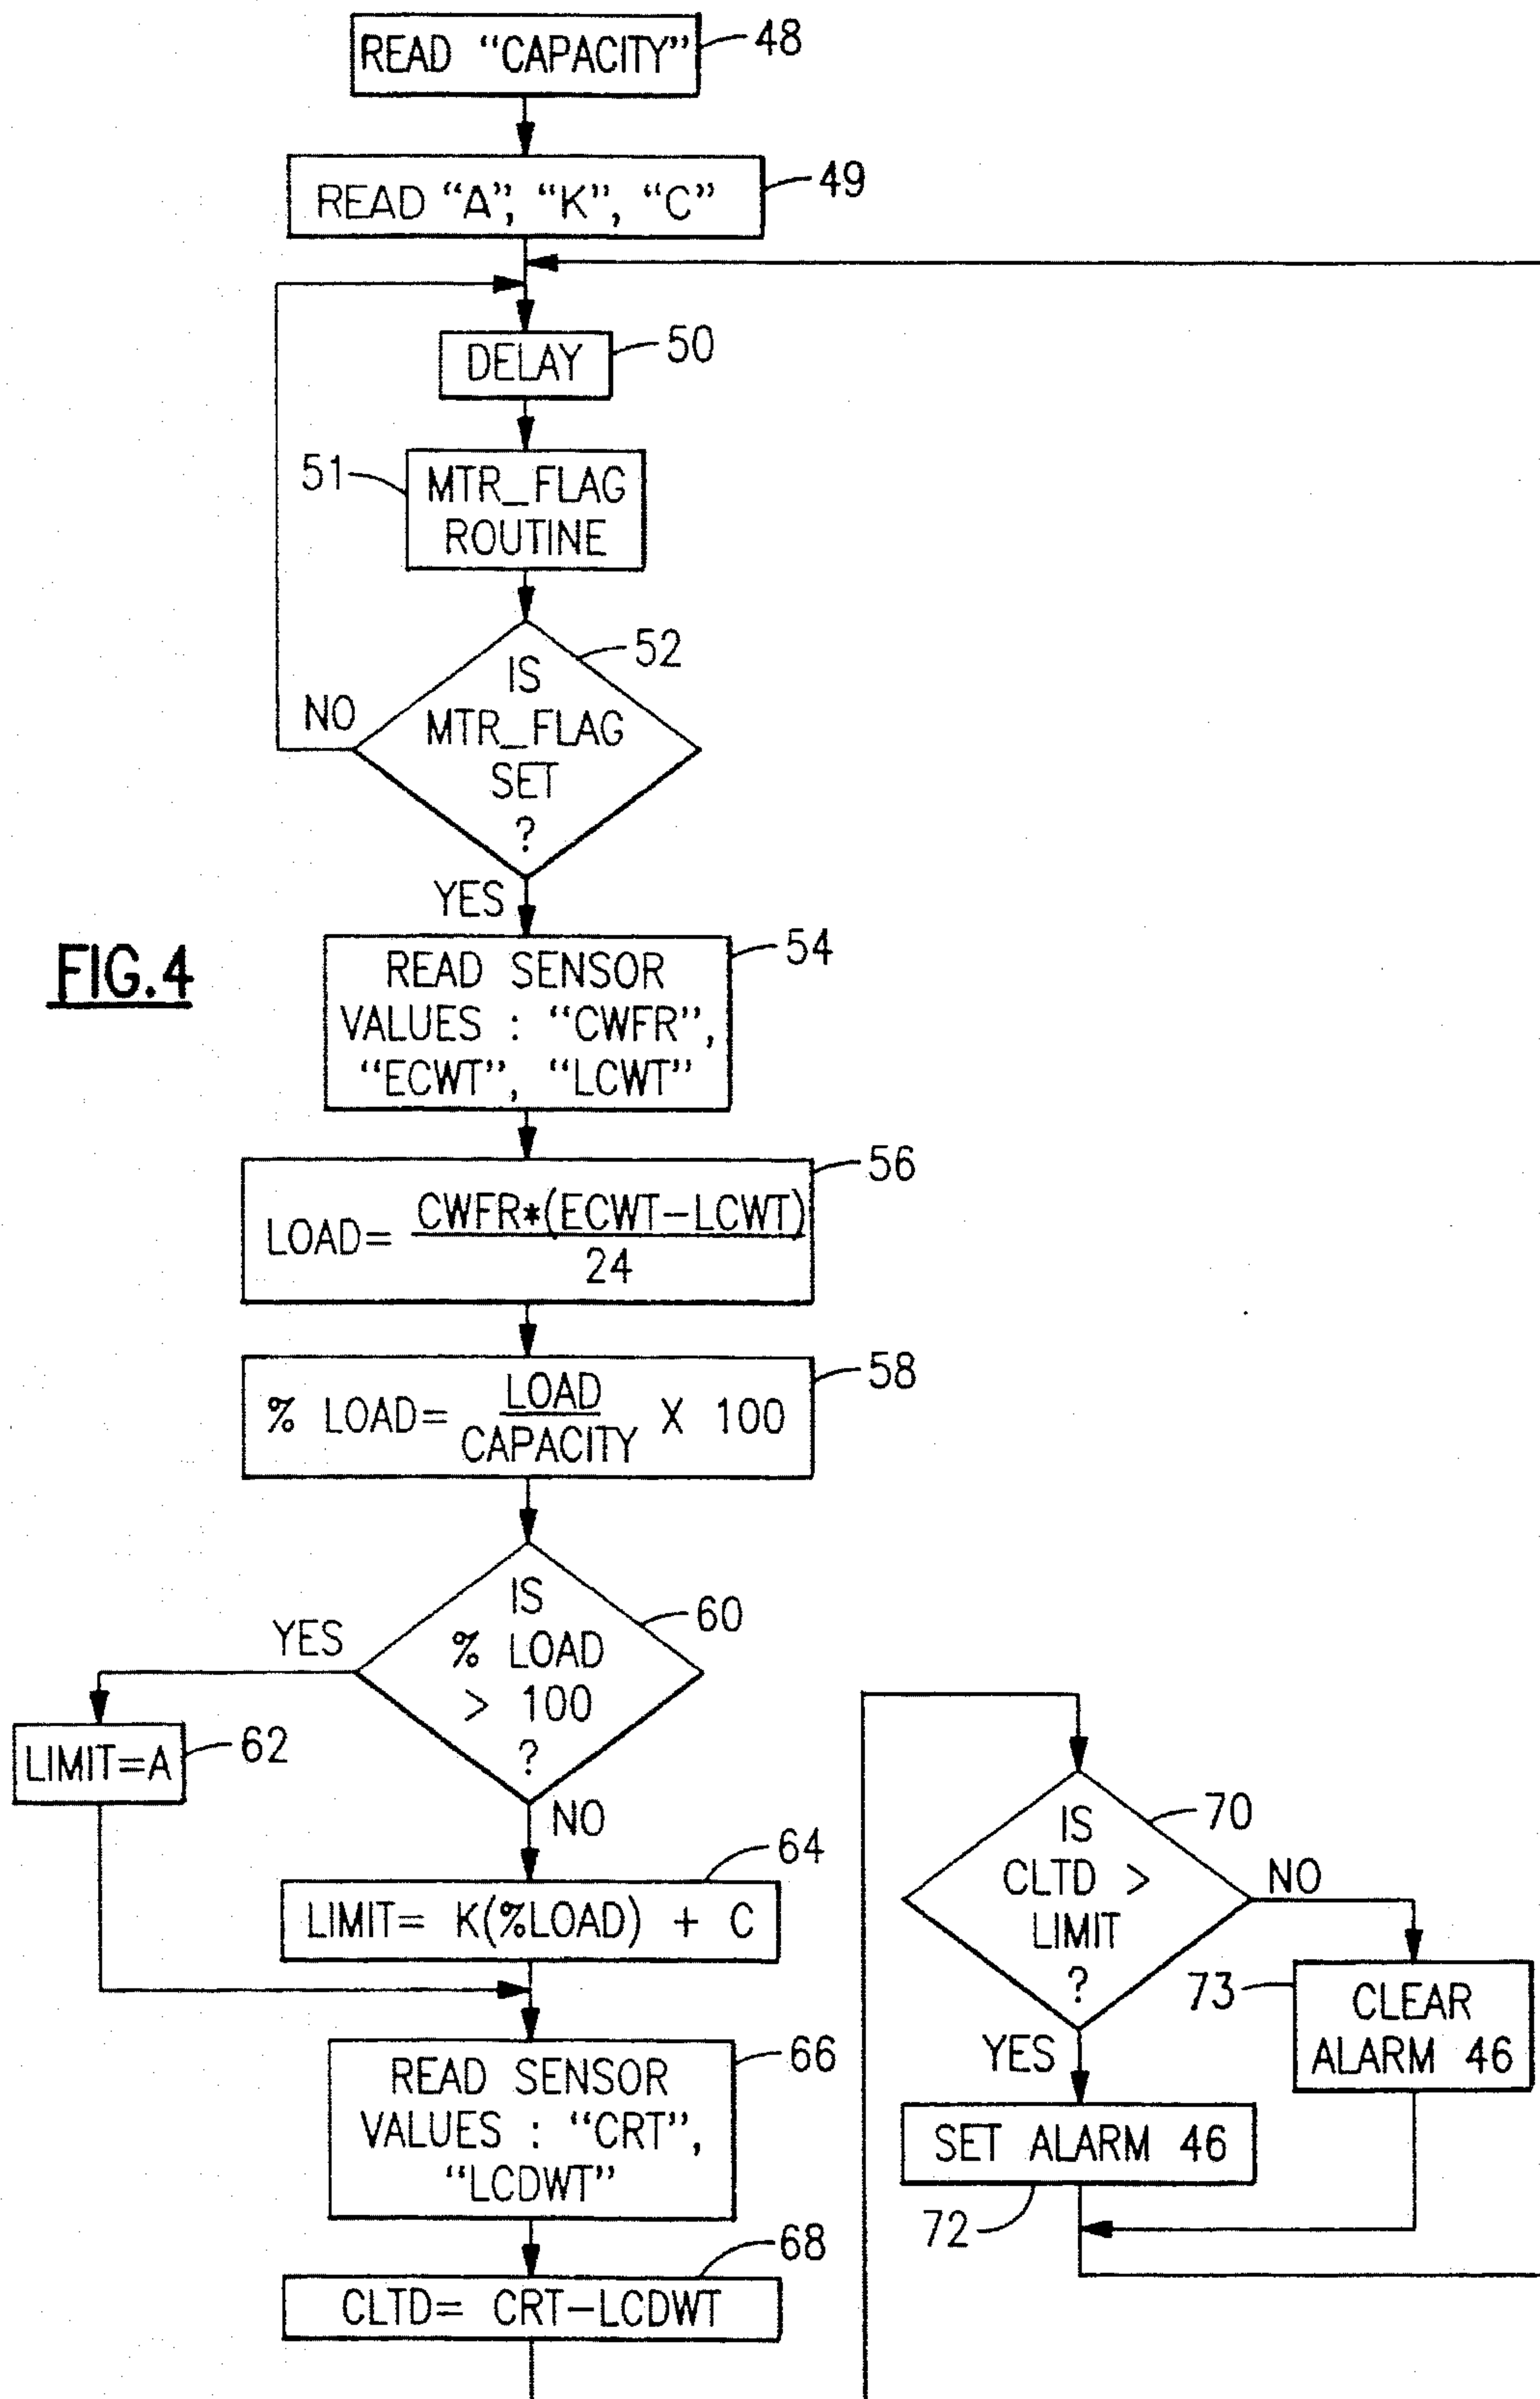 READ “CAPACITY”
48
READ “A”, “K”, “C”
49
DELAY
50
51
MTR_FLAG
ROUTINE
52
IS
MTR_FLAG
SET
?
NO
YES
FIG.4
54
READ SENSOR
VALUES : “CWFR”,
“ECWT”, “LCWT”
56
LOAD= CWFR*(ECWT-LCWT)
24
58
% LOAD= LOAD
CAPACITY X 100
60
IS
% LOAD
> 100
?
YES
NO
LIMIT=A
62
64
LIMIT= K(%LOAD) + C
66
READ SENSOR
VALUES : “CRT”,
“LCDWT”
68
CLTD= CRT-LCDWT
70
IS
CLTD >
LIMIT
?
NO
YES
73
CLEAR
ALARM 46
SET ALARM 46
72